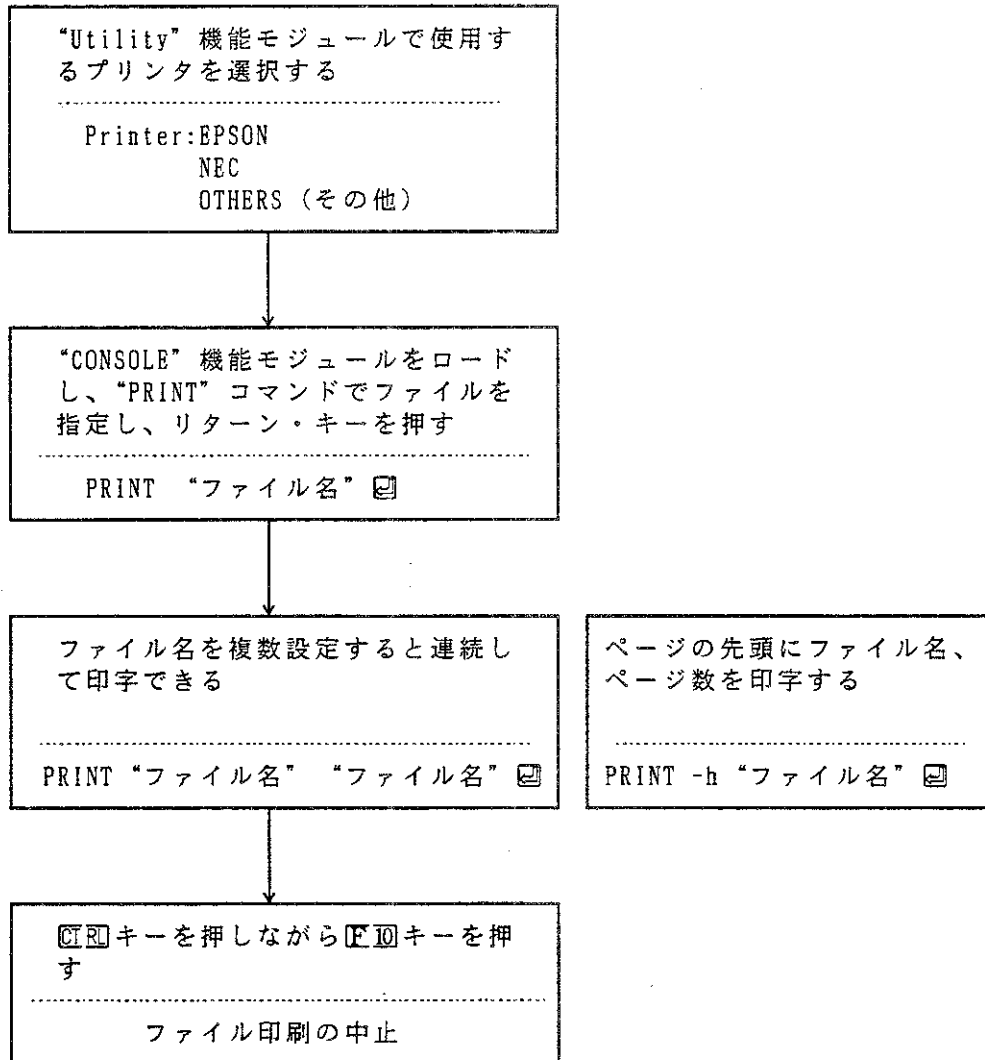 “Utility” 機能モジュールで使用す
るプリンタを選択する
Printer:EPSON
NEC
OTHERS (その他)
“CONSOLE” 機能モジュールをロード
し、“PRINT” コマンドでファイルを
指定し、リターン・キーを押す
PRINT “ファイル名” ↵
ファイル名を複数設定すると連続し
て印字できる
PRINT “ファイル名” “ファイル名” ↵
ページの先頭にファイル名、
ページ数を印字する
PRINT -h “ファイル名” ↵
CTRLキーを押しながらF10キーを押
す
ファイル印刷の中止